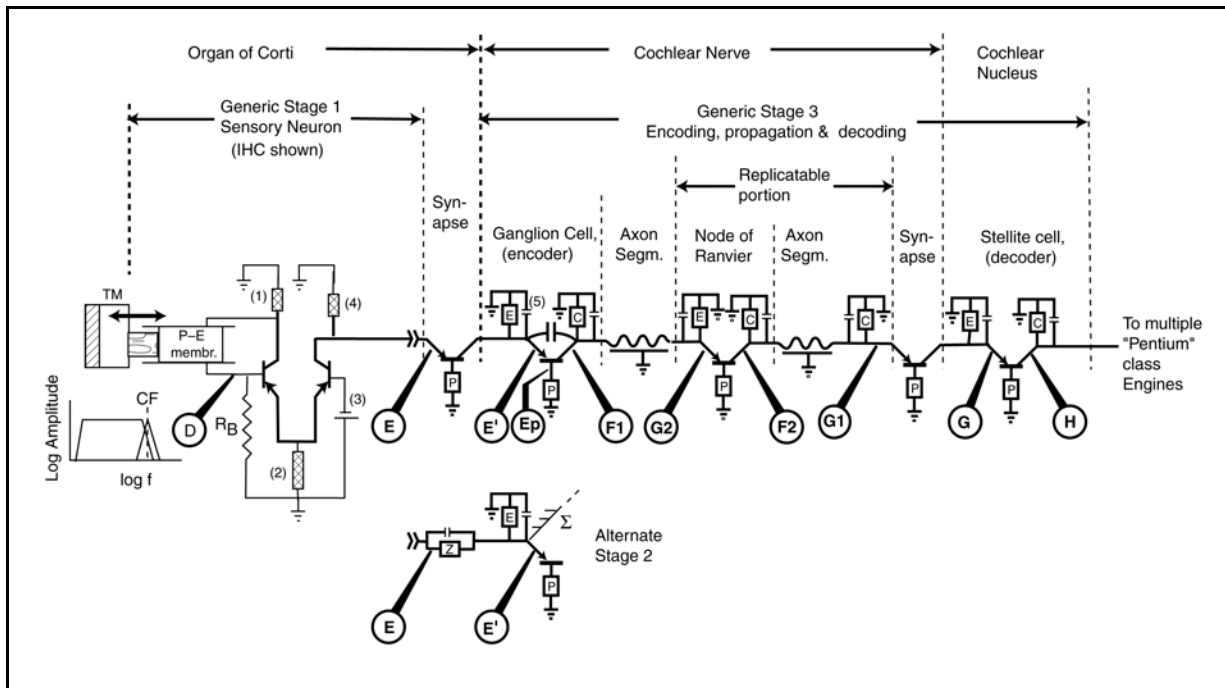 Organ of Corti
Cochlear Nerve
Cochlear
Nucleus
Generic Stage 1
Sensory Neuron
(IHC shown)
Generic Stage 3
Encoding, propagation & decoding
Replicatable
portion
Syn-
apse
Ganglion Cell,
(encoder)
Axon
Segm.
Node of
Ranvier
Axon
Segm.
Syn-
apse
Stellite cell,
(decoder)
TM
(1)
(4)
(5)
E
C
E
C
C
E
C
P–E
membr.
To multiple
"Pentium"
class
Engines
P
P
P
P
P
P
(3)
CF
Log Amplitude
log f
D
RB
(2)
E
E'
Ep
F1
G2
F2
G1
G
H
E
Σ
Z
Alternate
Stage 2
P
E
E'